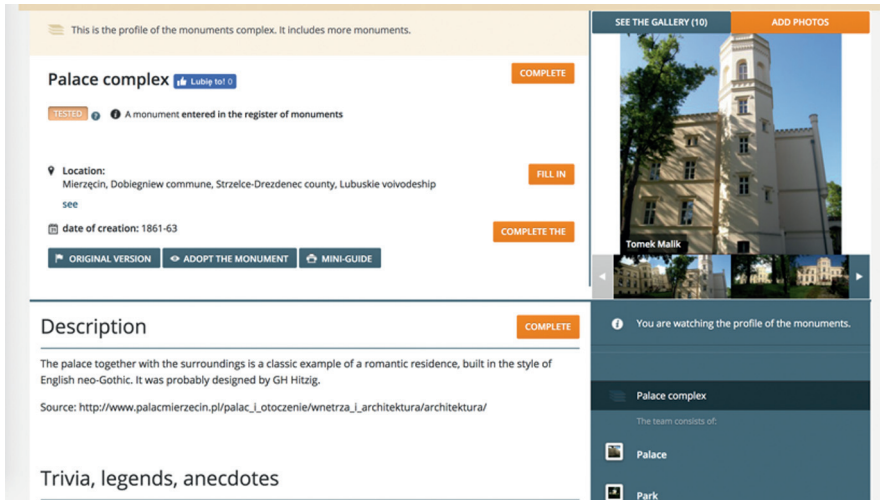 This is the profile of the monuments complex. It includes more monuments.
SEE THE GALLERY (10)
ADD PHOTOS
Palace complex
Lubię to! 0
COMPLETE
TESTED
A monument entered in the register of monuments
Location:
Mierzęcin, Dobiegniew commune, Strzelce-Drezdenec county, Lubuskie voivodeship
see
FILL IN
date of creation: 1861-63
COMPLETE THE
ORIGINAL VERSION
ADOPT THE MONUMENT
MINI-GUIDE
Tomek Malik
Description
COMPLETE
The palace together with the surroundings is a classic example of a romantic residence, built in the style of
English neo-Gothic. It was probably designed by GH Hitzig.
Source: http://www.palacmierzecin.pl/palac_i_otoczenie/wnetrza_i_architektura/architektura/
Trivia, legends, anecdotes
You are watching the profile of the monuments.
Palace complex
The team consists of:
Palace
Park